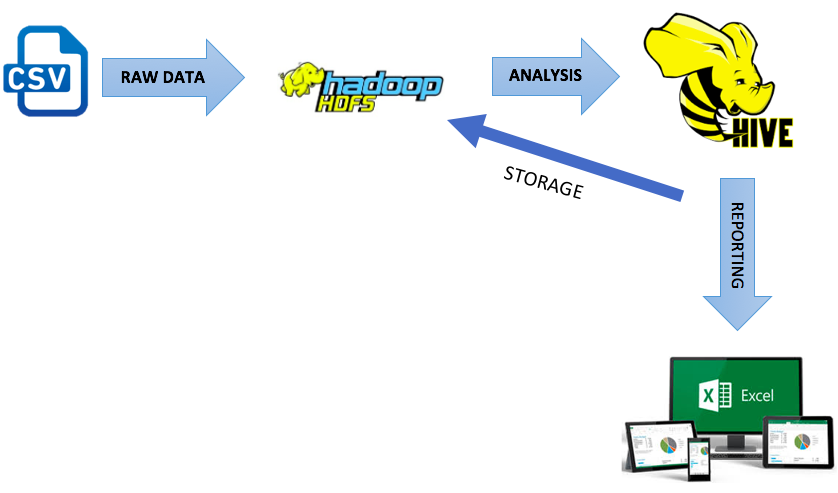 CSV
RAW DATA
hadoop
HDFS
ANALYSIS
HIVE
STORAGE
REPORTING
X
Excel